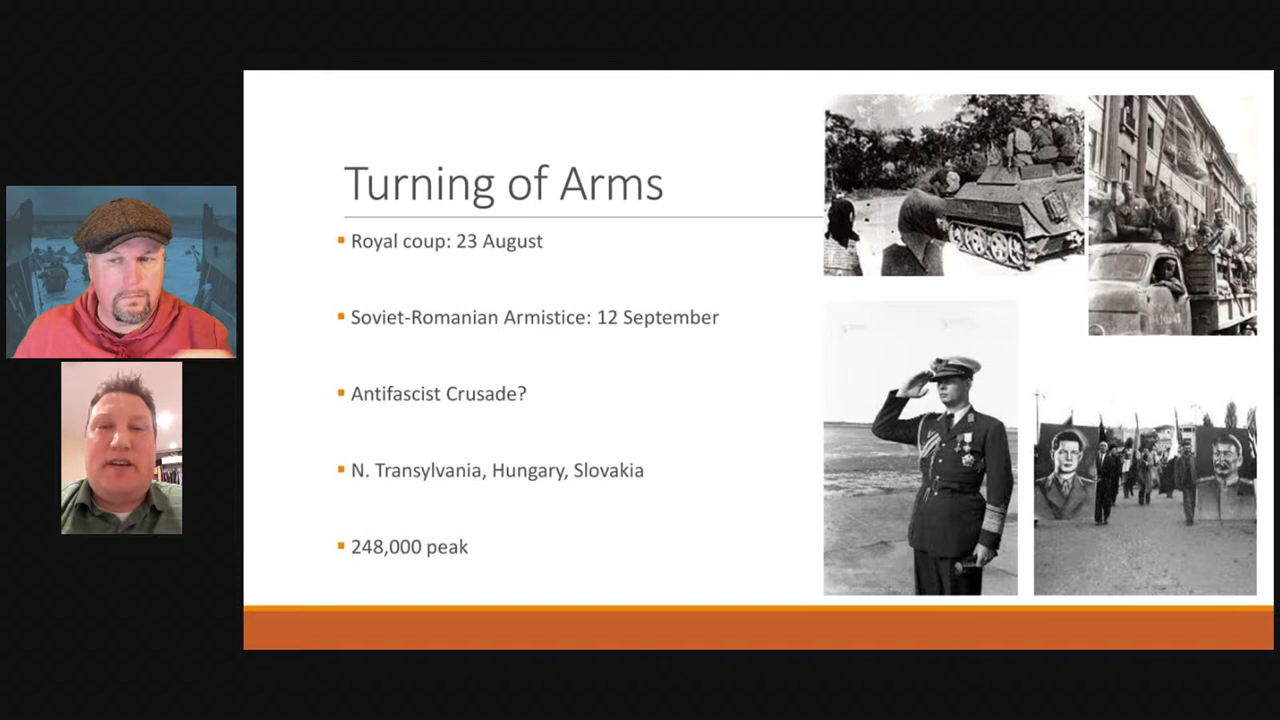 Turning of Arms
Royal coup: 23 August
Soviet-Romanian Armistice: 12 September
Antifascist Crusade?
N. Transylvania, Hungary, Slovakia
248,000 peak